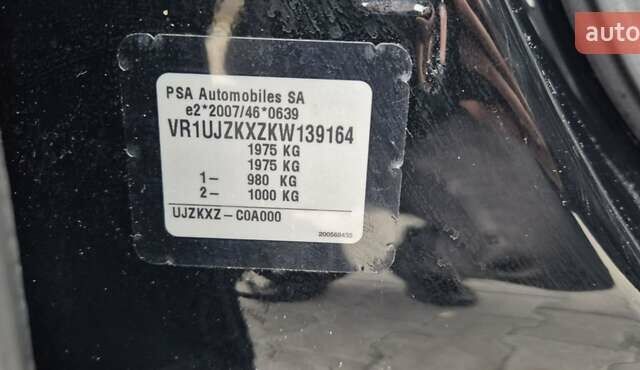 auto
PSA Automobiles SA
e2*2007/46*0639
VR1UJZKXZKW139164
1975 KG
1975 KG
1– 980 KG
2– 1000 KG
UJZKXZ–C0A000
200568435